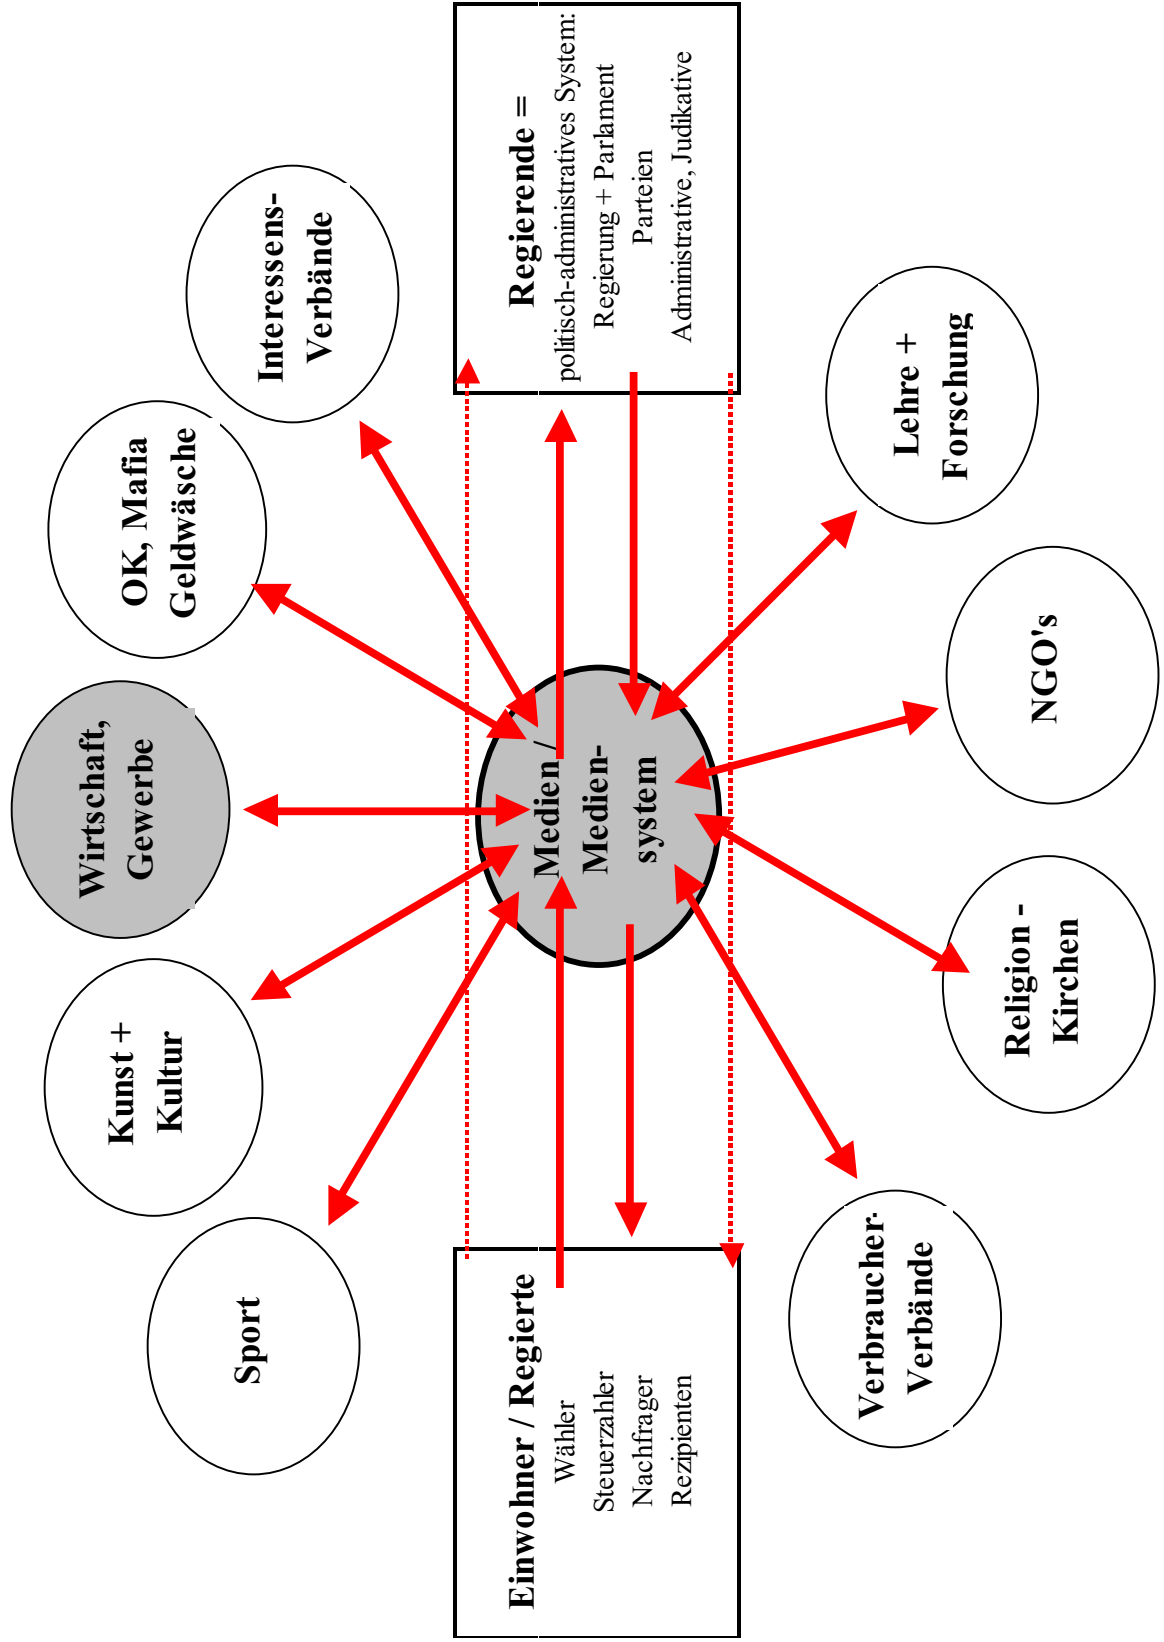 Sport
Kunst +
Kultur
Wirtschaft,
Gewerbe
OK, Mafia
Geldwäsche
Interessens-
Verbände
Einwohner / Regierte
Wähler
Steuerzahler
Nachfrager
Rezipienten
Medien /
Medien-
system
Regierende =
politisch-administratives System:
Regierung + Parlament
Parteien
Administrative, Judikative
Verbraucher-
Verbände
Religion -
Kirchen
NGO's
Lehre +
Forschung